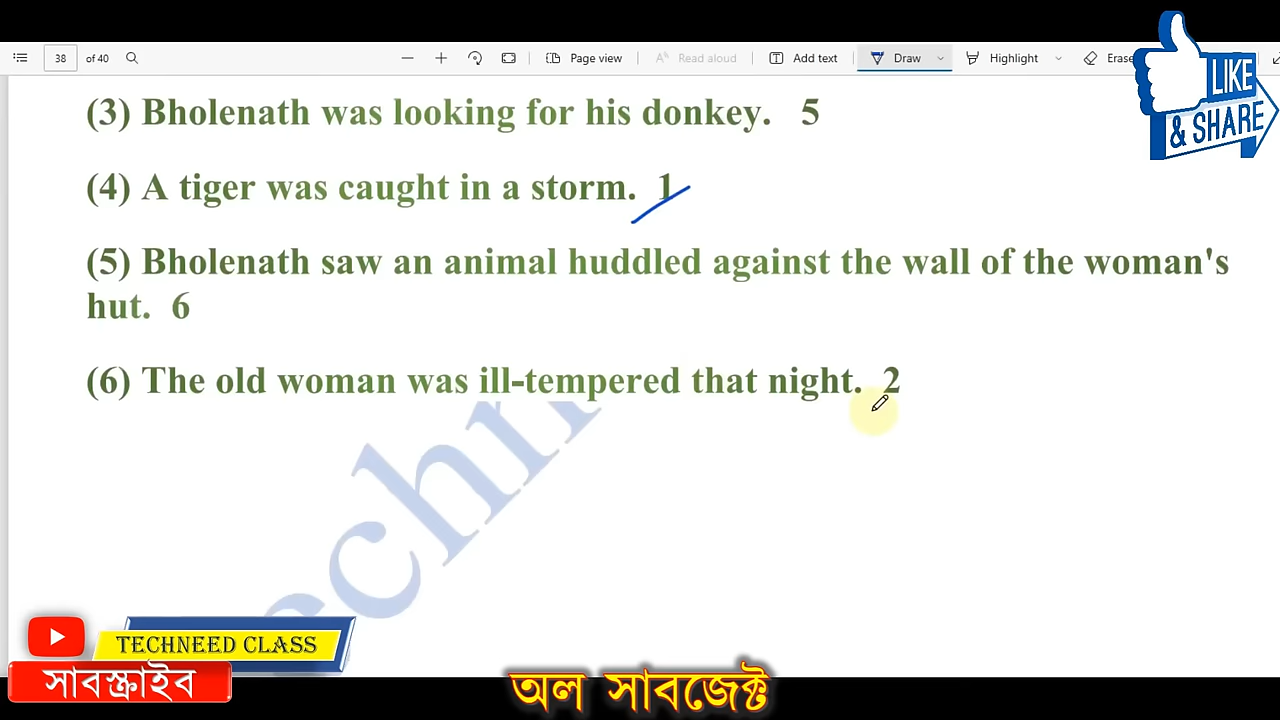 38 of 40 Page view Read aloud Add text Draw Highlight Erase
LIKE
& SHARE
(3) Bholenath was looking for his donkey. 5
(4) A tiger was caught in a storm. 1
(5) Bholenath saw an animal huddled against the wall of the woman's
hut. 6
(6) The old woman was ill-tempered that night. 2
TECHNEED CLASS
সাবস্ক্রাইব
অল সাবজেক্ট